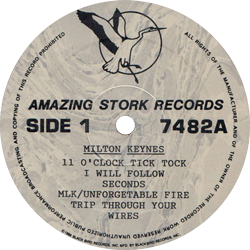 ALL RIGHTS OF THE MANUFACTURER AND OF THE OWNER OF THE RECORDED WORK RESERVED UNAUTHORIZED PUBLIC PERFORMANCE BROADCASTING AND COPYING OF THIS RECORD PROHIBITED
AMAZING STORK RECORDS
SIDE 1 7482A
MILTON KEYNES
11 O'CLOCK TICK TOCK
I WILL FOLLOW
SECONDS
MLK/UNFORGETABLE FIRE
TRIP THROUGH YOUR
WIRES